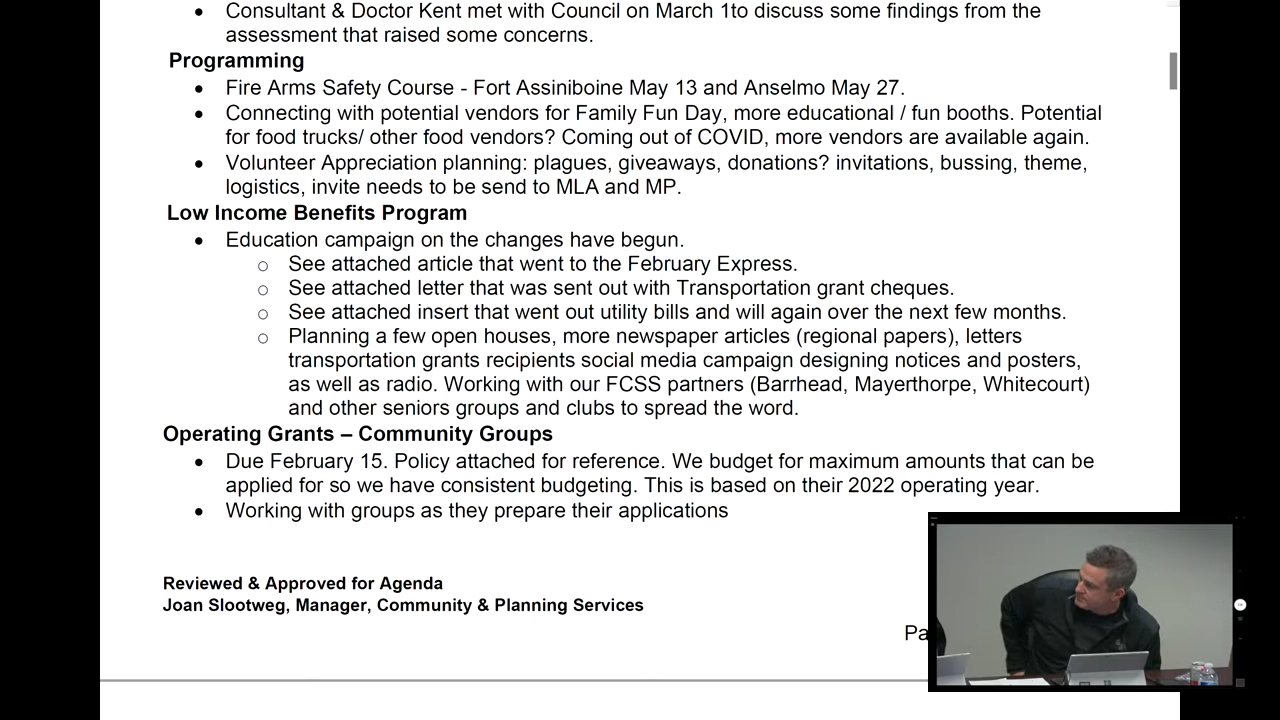 • Consultant & Doctor Kent met with Council on March 1to discuss some findings from the
assessment that raised some concerns.
Programming
• Fire Arms Safety Course - Fort Assiniboine May 13 and Anselmo May 27.
• Connecting with potential vendors for Family Fun Day, more educational / fun booths. Potential
for food trucks/ other food vendors? Coming out of COVID, more vendors are available again.
• Volunteer Appreciation planning: plagues, giveaways, donations? invitations, bussing, theme,
logistics, invite needs to be send to MLA and MP.
Low Income Benefits Program
• Education campaign on the changes have begun.
o See attached article that went to the February Express.
o See attached letter that was sent out with Transportation grant cheques.
o See attached insert that went out utility bills and will again over the next few months.
o Planning a few open houses, more newspaper articles (regional papers), letters
transportation grants recipients social media campaign designing notices and posters,
as well as radio. Working with our FCSS partners (Barrhead, Mayerthorpe, Whitecourt)
and other seniors groups and clubs to spread the word.
Operating Grants – Community Groups
• Due February 15. Policy attached for reference. We budget for maximum amounts that can be
applied for so we have consistent budgeting. This is based on their 2022 operating year.
• Working with groups as they prepare their applications
Reviewed & Approved for Agenda
Joan Slootweg, Manager, Community & Planning Services
Pa